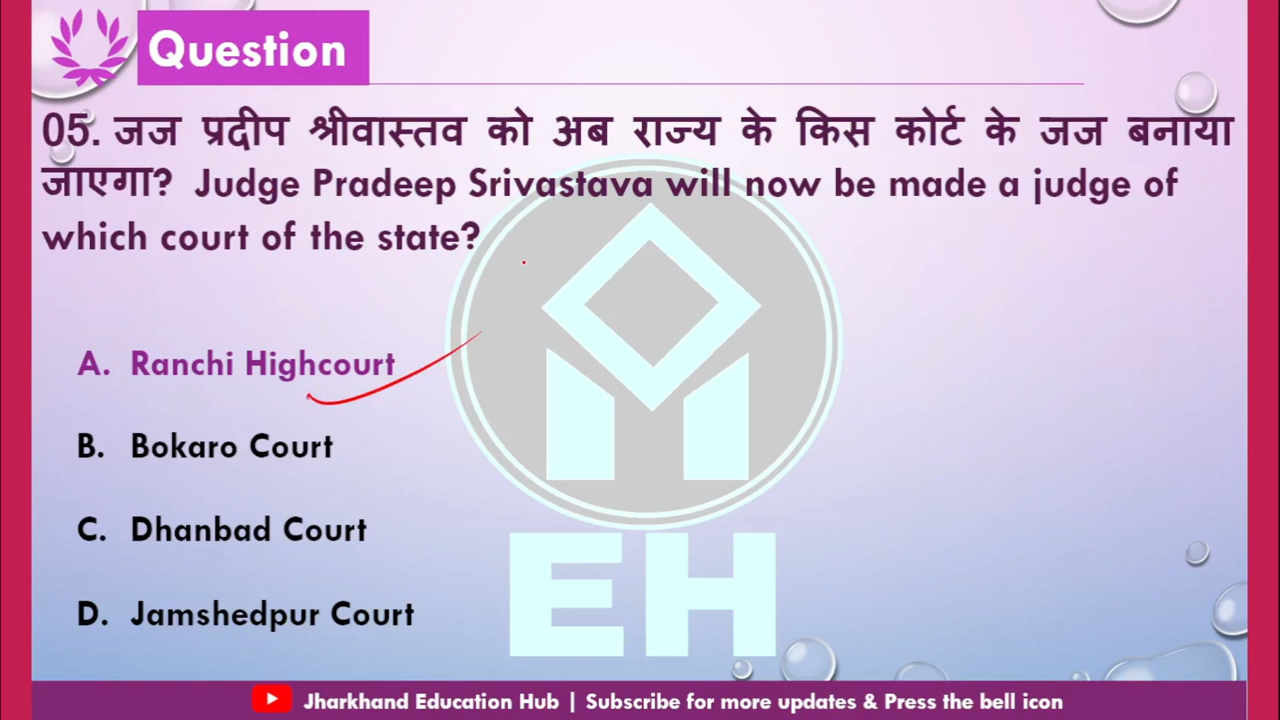 Question
05. जज प्रदीप श्रीवास्तव को अब राज्य के किस कोर्ट के जज बनाया
जाएगा? Judge Pradeep Srivastava will now be made a judge of
which court of the state?
A. Ranchi Highcourt
B. Bokaro Court
C. Dhanbad Court
D. Jamshedpur Court
EH
Jharkhand Education Hub | Subscribe for more updates & Press the bell icon